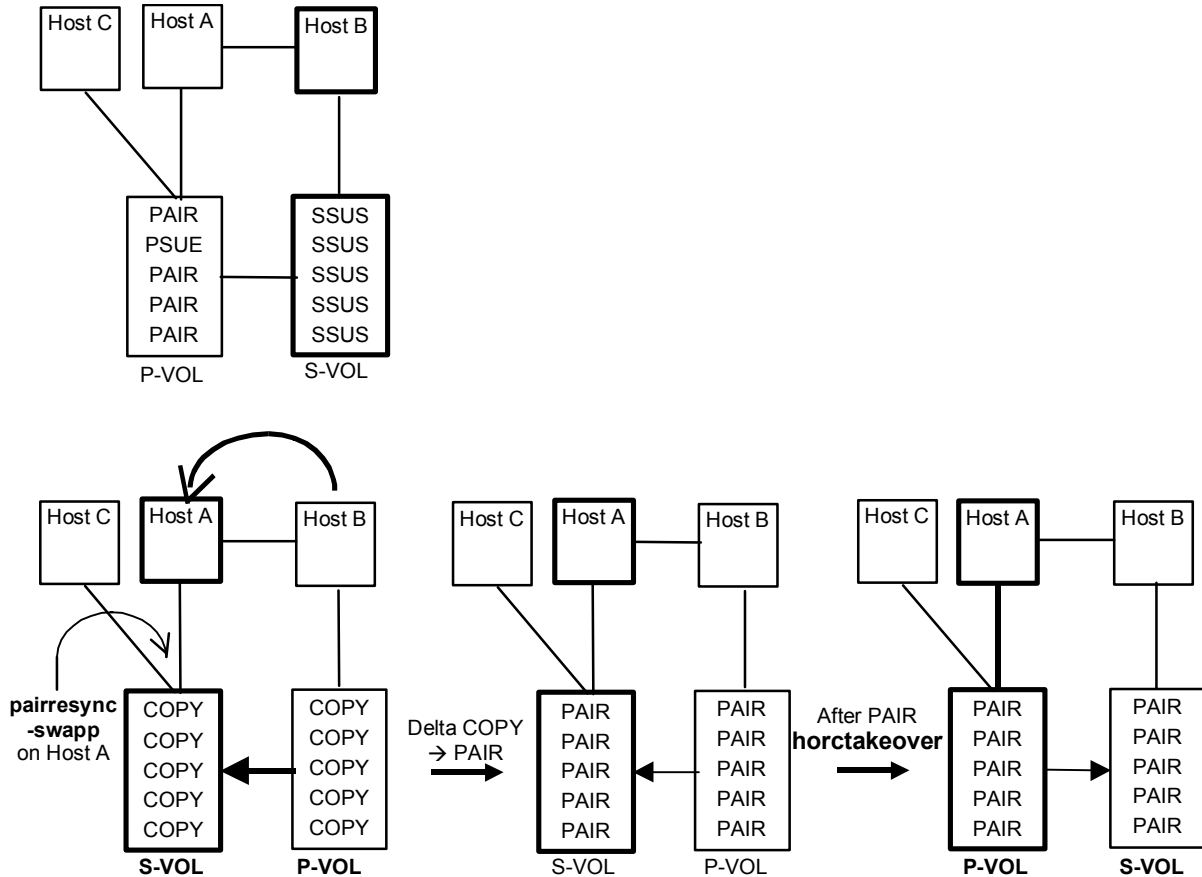 Host C
Host A
Host B
PAIR
PSUE
PAIR
PAIR
PAIR
P-VOL
SSUS
SSUS
SSUS
SSUS
SSUS
S-VOL
Host C
Host A
Host B
pairresync
-swapp
on Host A
COPY
COPY
COPY
COPY
COPY
S-VOL
COPY
COPY
COPY
COPY
COPY
P-VOL
Delta COPY
→ PAIR
Host C
Host A
Host B
PAIR
PAIR
PAIR
PAIR
PAIR
S-VOL
PAIR
PAIR
PAIR
PAIR
PAIR
P-VOL
After PAIR
horctakeover
Host C
Host A
Host B
PAIR
PAIR
PAIR
PAIR
PAIR
P-VOL
PAIR
PAIR
PAIR
PAIR
PAIR
S-VOL